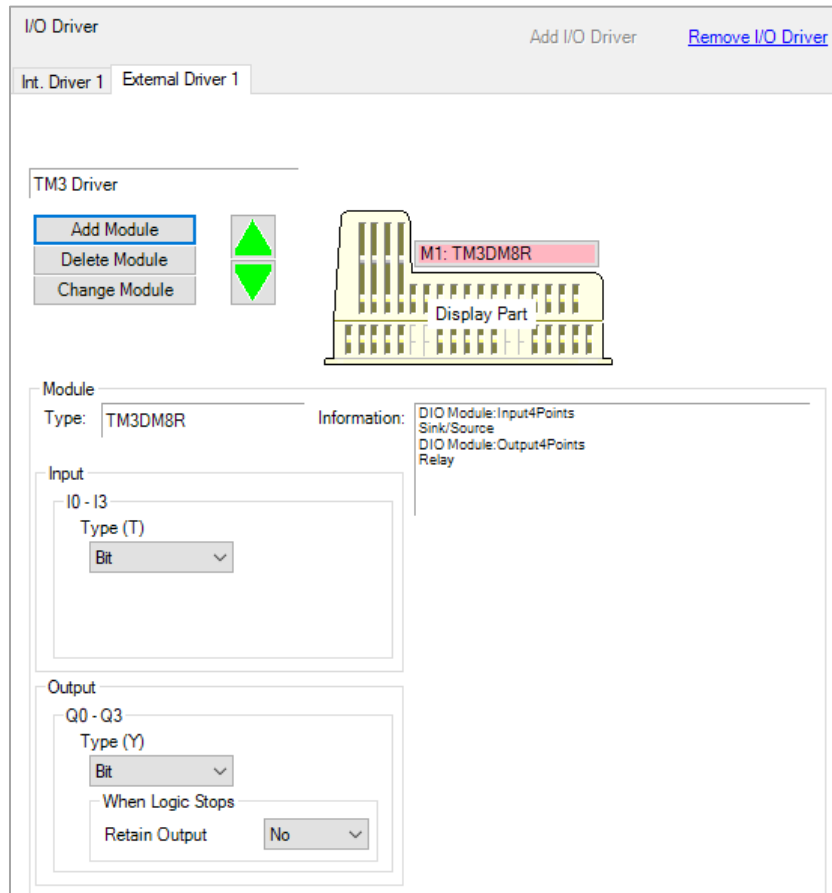 I/O Driver
Add I/O Driver
Remove I/O Driver
Int. Driver 1
External Driver 1
TM3 Driver
Add Module
Delete Module
Change Module
M1: TM3DM8R
Display Part
Module
Type:
TM3DM8R
Information:
DIO Module:Input4Points
Sink/Source
DIO Module:Output4Points
Relay
Input
I0 - I3
Type (T)
Bit
Output
Q0 - Q3
Type (Y)
Bit
When Logic Stops
Retain Output
No